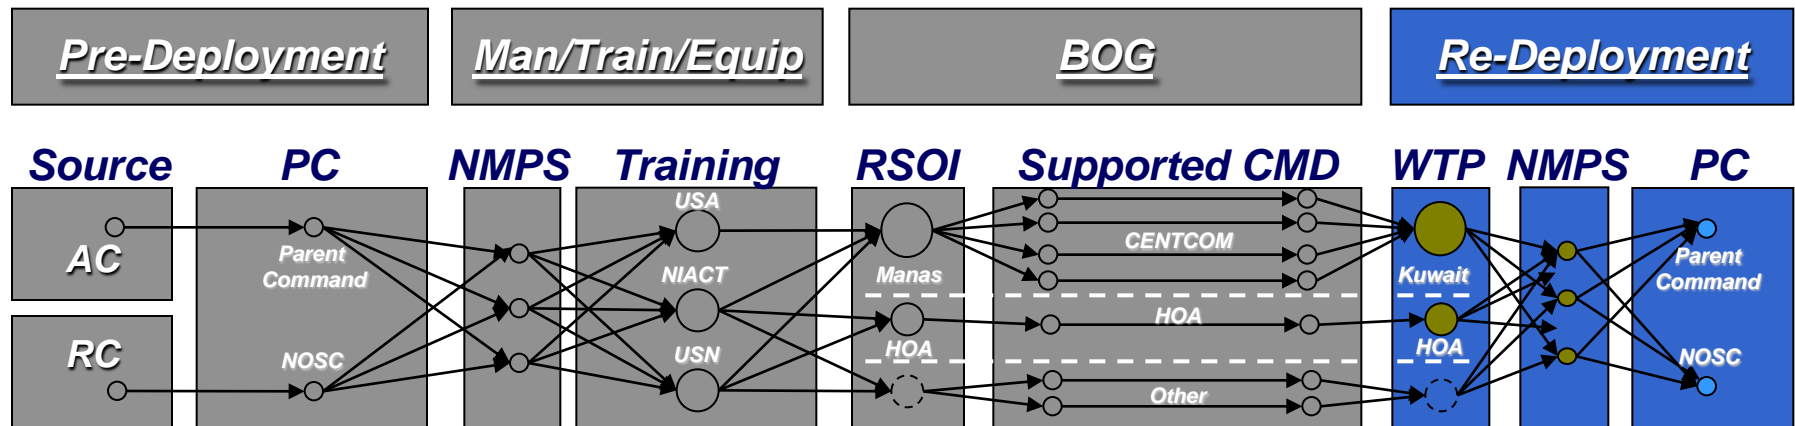 Pre-Deployment
Man/Train/Equip
BOG
Re-Deployment
Source
PC
NMPS
Training
RSOI
Supported CMD
WTP
NMPS
PC
AC
RC
Parent
Command
NOSC
USA
NIACT
USN
Manas
HOA
CENTCOM
HOA
Other
Kuwait
HOA
Parent
Command
NOSC